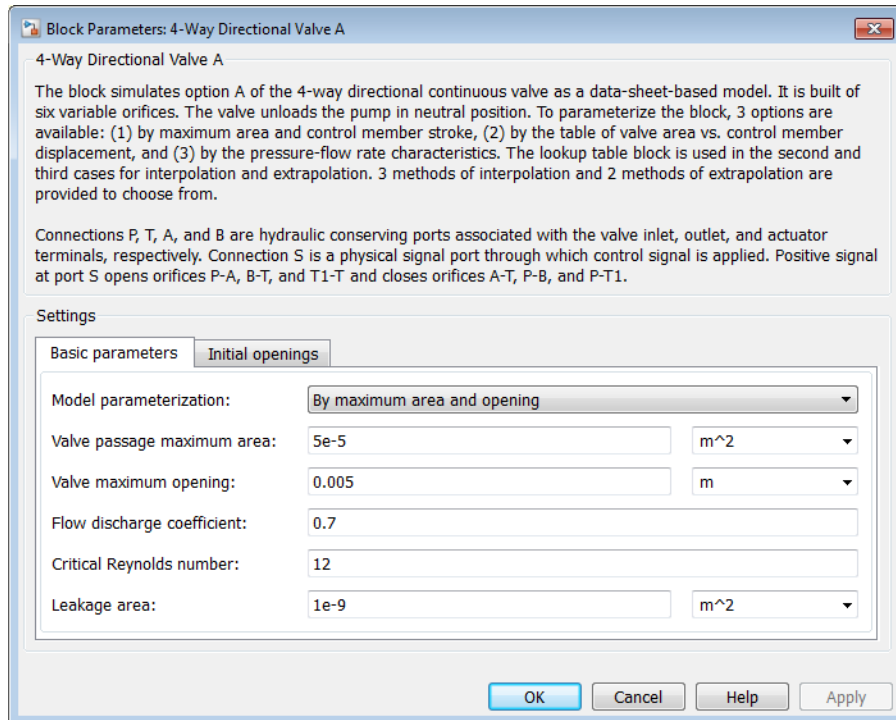 Block Parameters: 4-Way Directional Valve A
4-Way Directional Valve A
The block simulates option A of the 4-way directional continuous valve as a data-sheet-based model. It is built of
six variable orifices. The valve unloads the pump in neutral position. To parameterize the block, 3 options are
available: (1) by maximum area and control member stroke, (2) by the table of valve area vs. control member
displacement, and (3) by the pressure-flow rate characteristics. The lookup table block is used in the second and
third cases for interpolation and extrapolation. 3 methods of interpolation and 2 methods of extrapolation are
provided to choose from.
Connections P, T, A, and B are hydraulic conserving ports associated with the valve inlet, outlet, and actuator
terminals, respectively. Connection S is a physical signal port through which control signal is applied. Positive signal
at port S opens orifices P-A, B-T, and T1-T and closes orifices A-T, P-B, and P-T1.
Settings
Basic parameters Initial openings
Model parameterization: By maximum area and opening
Valve passage maximum area: 5e-5 m^2
Valve maximum opening: 0.005 m
Flow discharge coefficient: 0.7
Critical Reynolds number: 12
Leakage area: 1e-9 m^2
OK Cancel Help Apply